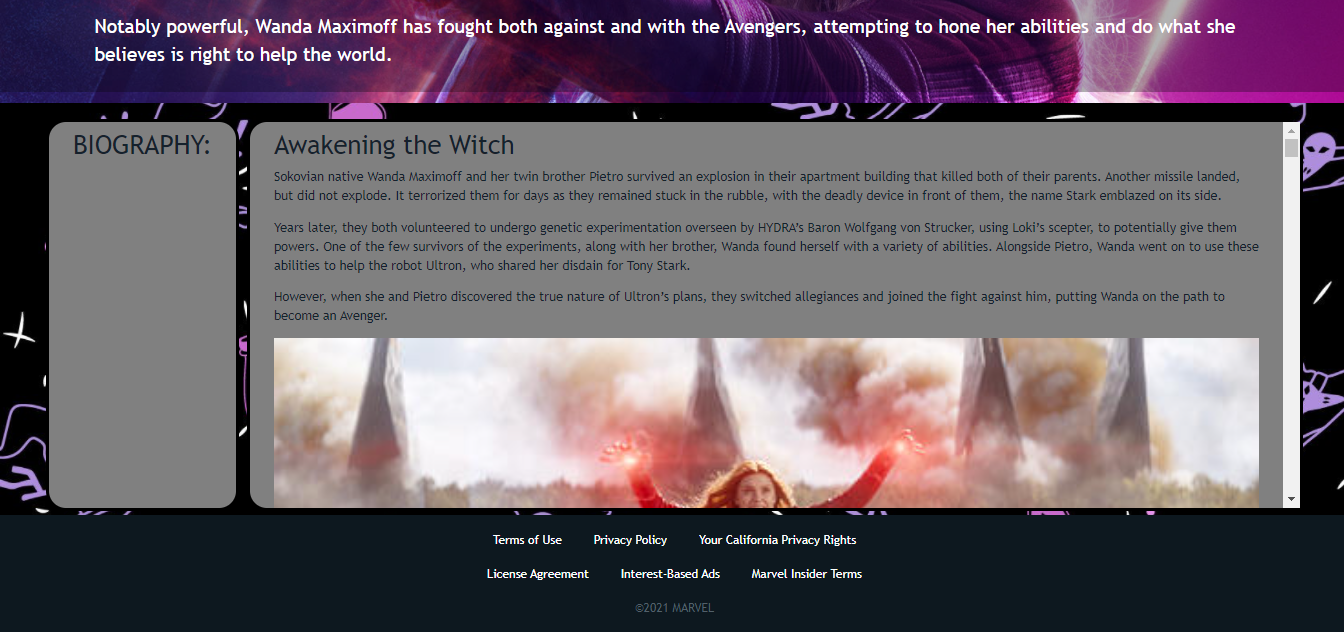 Notably powerful, Wanda Maximoff has fought both against and with the Avengers, attempting to hone her abilities and do what she
believes is right to help the world.
BIOGRAPHY:
Awakening the Witch
Sokovian native Wanda Maximoff and her twin brother Pietro survived an explosion in their apartment building that killed both of their parents. Another missile landed,
but did not explode. It terrorized them for days as they remained stuck in the rubble, with the deadly device in front of them, the name Stark emblazed on its side.
Years later, they both volunteered to undergo genetic experimentation overseen by HYDRA’s Baron Wolfgang von Strucker, using Loki’s scepter, to potentially give them
powers. One of the few survivors of the experiments, along with her brother, Wanda found herself with a variety of abilities. Alongside Pietro, Wanda went on to use these
abilities to help the robot Ultron, who shared her disdain for Tony Stark.
However, when she and Pietro discovered the true nature of Ultron’s plans, they switched allegiances and joined the fight against him, putting Wanda on the path to
become an Avenger.
Terms of Use Privacy Policy Your California Privacy Rights
License Agreement Interest-Based Ads Marvel Insider Terms
©2021 MARVEL